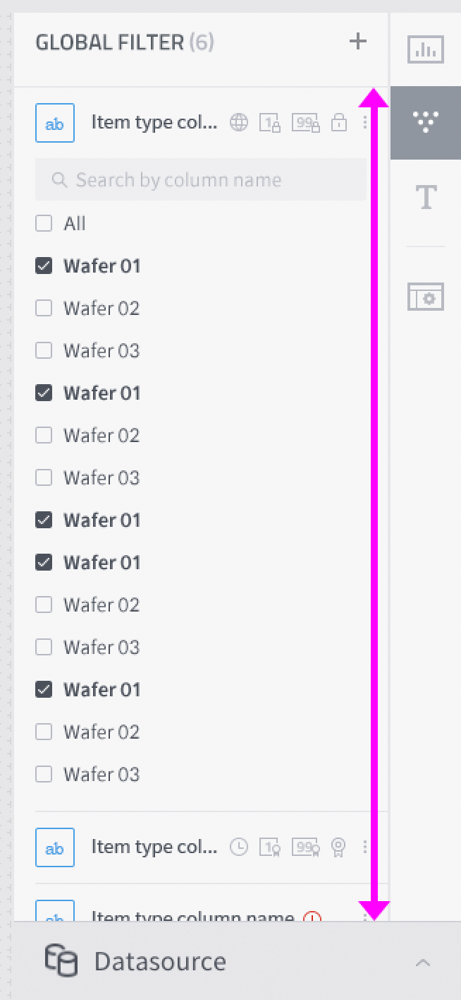 GLOBAL FILTER (6)
ab Item type col... 1 99
Search by column name
All
Wafer 01
Wafer 02
Wafer 03
Wafer 01
Wafer 02
Wafer 03
Wafer 01
Wafer 01
Wafer 02
Wafer 03
Wafer 01
Wafer 02
Wafer 03
ab Item type col... 1 99
ab Item type column name
Datasource
T